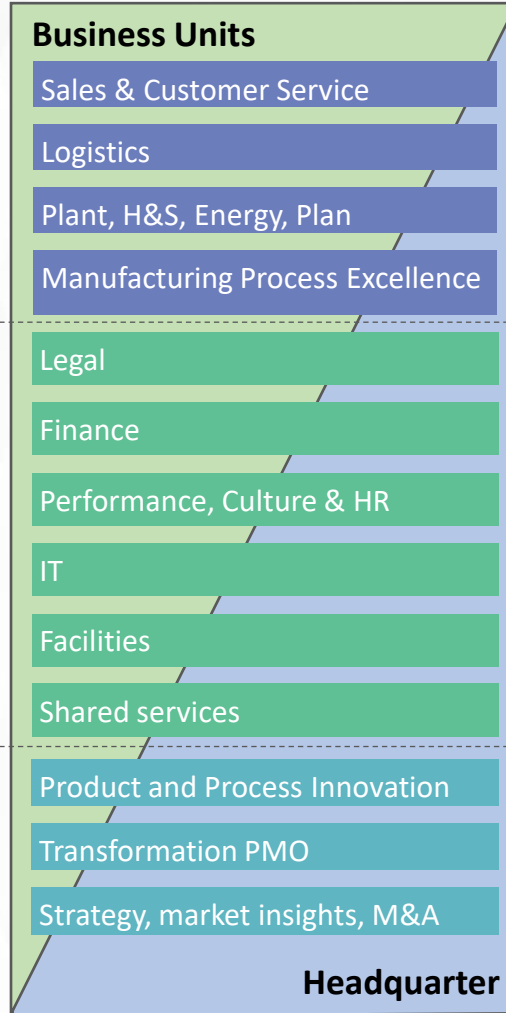 Business Units
Sales & Customer Service
Logistics
Plant, H&S, Energy, Plan
Manufacturing Process Excellence
Legal
Finance
Performance, Culture & HR
IT
Facilities
Shared services
Product and Process Innovation
Transformation PMO
Strategy, market insights, M&A
Headquarter